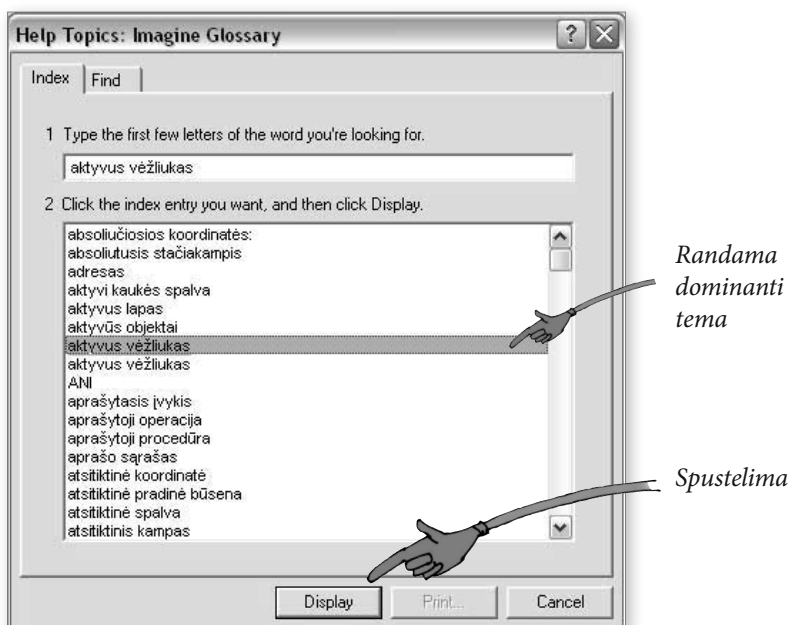 Help Topics: Imagine Glossary
Index Find
1 Type the first few letters of the word you're looking for.
aktyvus vėžliukas
2 Click the index entry you want, and then click Display.
absoliučiosios koordinatės:
absoliutusis stačiakampis
adresas
aktyvi kaukės spalva
aktyvus lapas
aktyvūs objektai
aktyvus vėžliukas
aktyvus vėžliukas
ANI
aprašytasis įvykis
aprašytoji operacija
aprašytoji procedūra
aprašo sąrašas
atsitiktinė koordinatė
atsitiktinė pradinė būsena
atsitiktinė spalva
atsitiktinis kampas
Randama
dominanti
tema
Spustelima
Display Print... Cancel